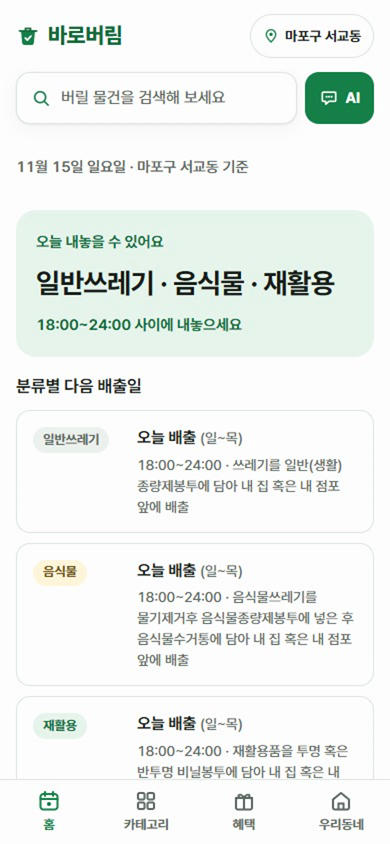 바로버림
마포구 서교동
버릴 물건을 검색해 보세요
AI
11월 15일 일요일 · 마포구 서교동 기준
오늘 내놓을 수 있어요
일반쓰레기 · 음식물 · 재활용
18:00~24:00 사이에 내놓으세요
분류별 다음 배출일
일반쓰레기
오늘 배출 (일~목)
18:00~24:00 · 쓰레기를 일반(생활)
종량제봉투에 담아 내 집 혹은 내 점포
앞에 배출
음식물
오늘 배출 (일~목)
18:00~24:00 · 음식물쓰레기를
물기제거후 음식물종량제봉투에 넣은 후
음식물수거통에 담아 내 집 혹은 내 점포
앞에 배출
재활용
오늘 배출 (일~목)
18:00~24:00 · 재활용품을 투명 혹은
반투명 비닐봉투에 담아 내 집 혹은 내
홈
카테고리
혜택
우리동네